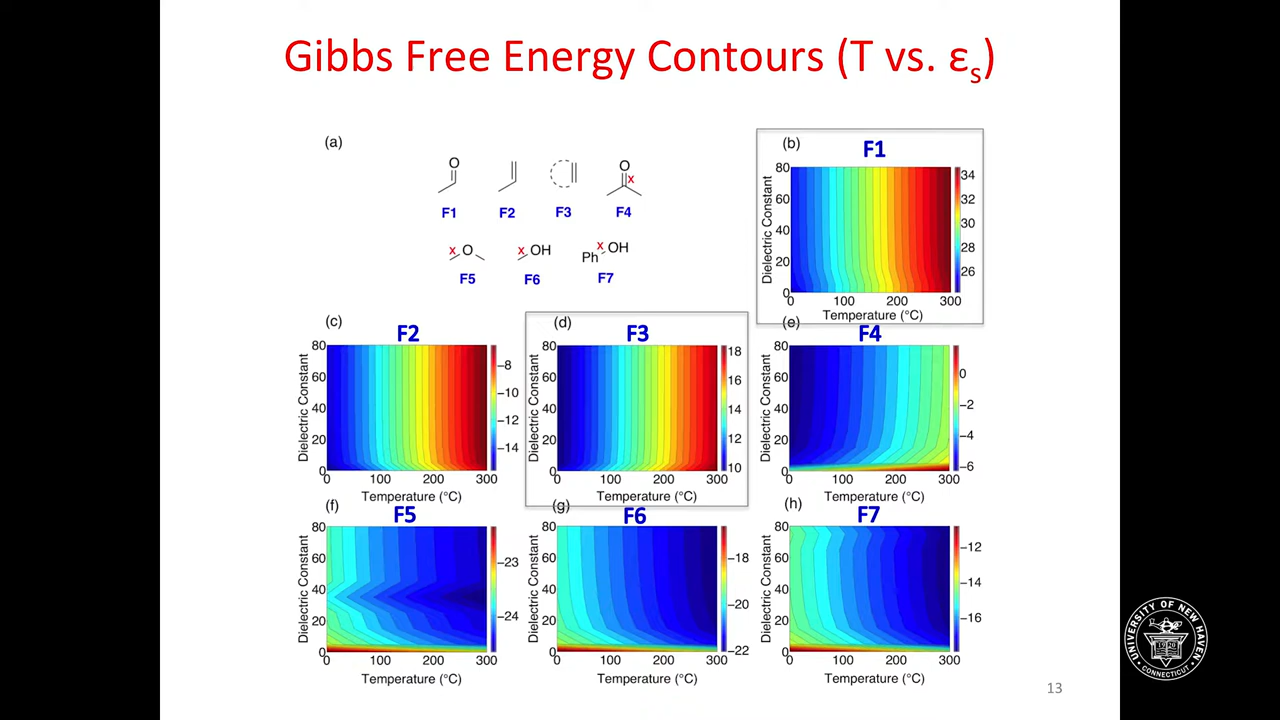 Gibbs Free Energy Contours (T vs. εs)
(a)
O
F1
F2
F3
O
x
F4
x O
F5
x OH
F6
x OH
Ph
F7
(b)
F1
80
60
40
20
0
Dielectric Constant
0 100 200 300
Temperature (°C)
34
32
30
28
26
(c)
F2
80
60
40
20
0
Dielectric Constant
0 100 200 300
Temperature (°C)
−8
−10
−12
−14
(d)
F3
80
60
40
20
0
Dielectric Constant
0 100 200 300
Temperature (°C)
18
16
14
12
10
(e)
F4
80
60
40
20
0
Dielectric Constant
0 100 200 300
Temperature (°C)
0
−2
−4
−6
(f)
F5
80
60
40
20
0
Dielectric Constant
0 100 200 300
Temperature (°C)
−23
−24
(g)
F6
80
60
40
20
0
Dielectric Constant
0 100 200 300
Temperature (°C)
−18
−20
−22
(h)
F7
80
60
40
20
0
Dielectric Constant
0 100 200 300
Temperature (°C)
−12
−14
−16
UNIVERSITY OF NEW HAVEN
CONNECTICUT
13